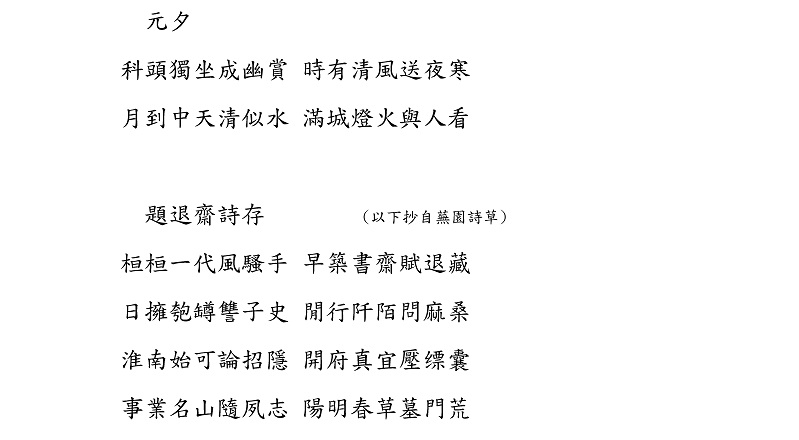 元夕
科頭獨坐成幽賞 時有清風送夜寒
月到中天清似水 滿城燈火與人看
題退齋詩存 （以下抄自蕪園詩草）
桓桓一代風騷手 早築書齋賦退藏
日擁匏罇讐子史 閒行阡陌問麻桑
淮南始可論招隱 開府真宜壓缥囊
事業名山隨夙志 陽明春草墓門荒